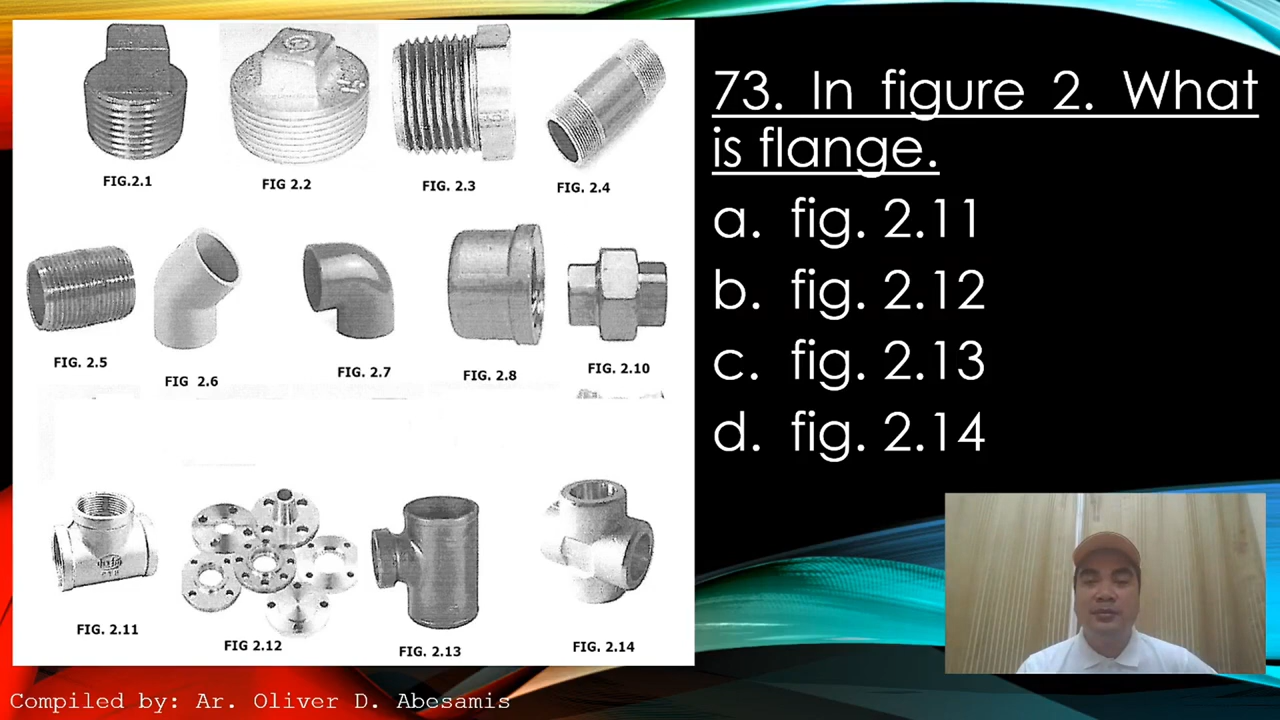 73. In figure 2. What
is flange.
a. fig. 2.11
b. fig. 2.12
c. fig. 2.13
d. fig. 2.14
FIG.2.1
FIG 2.2
FIG. 2.3
FIG. 2.4
FIG. 2.5
FIG 2.6
FIG. 2.7
FIG. 2.8
FIG. 2.10
FIG. 2.11
FIG. 2.12
FIG. 2.13
FIG. 2.14
Compiled by: Ar. Oliver D. Abesamis